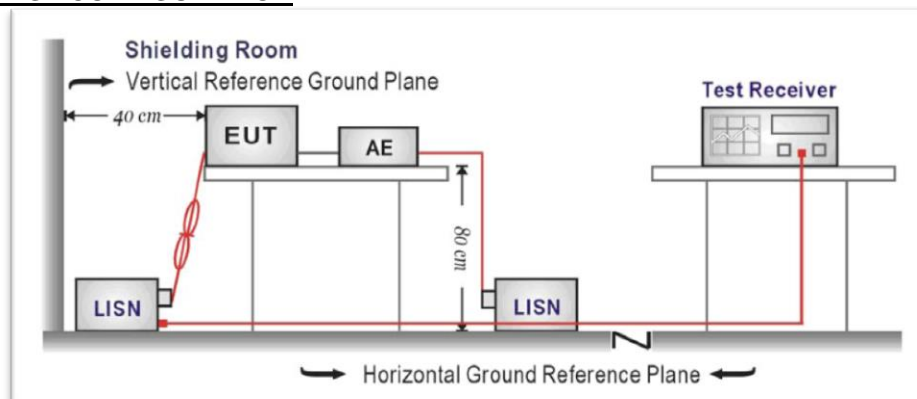 Shielding Room
Vertical Reference Ground Plane
Test Receiver
40 cm
EUT
AE
80 cm
LISN
LISN
Horizontal Ground Reference Plane